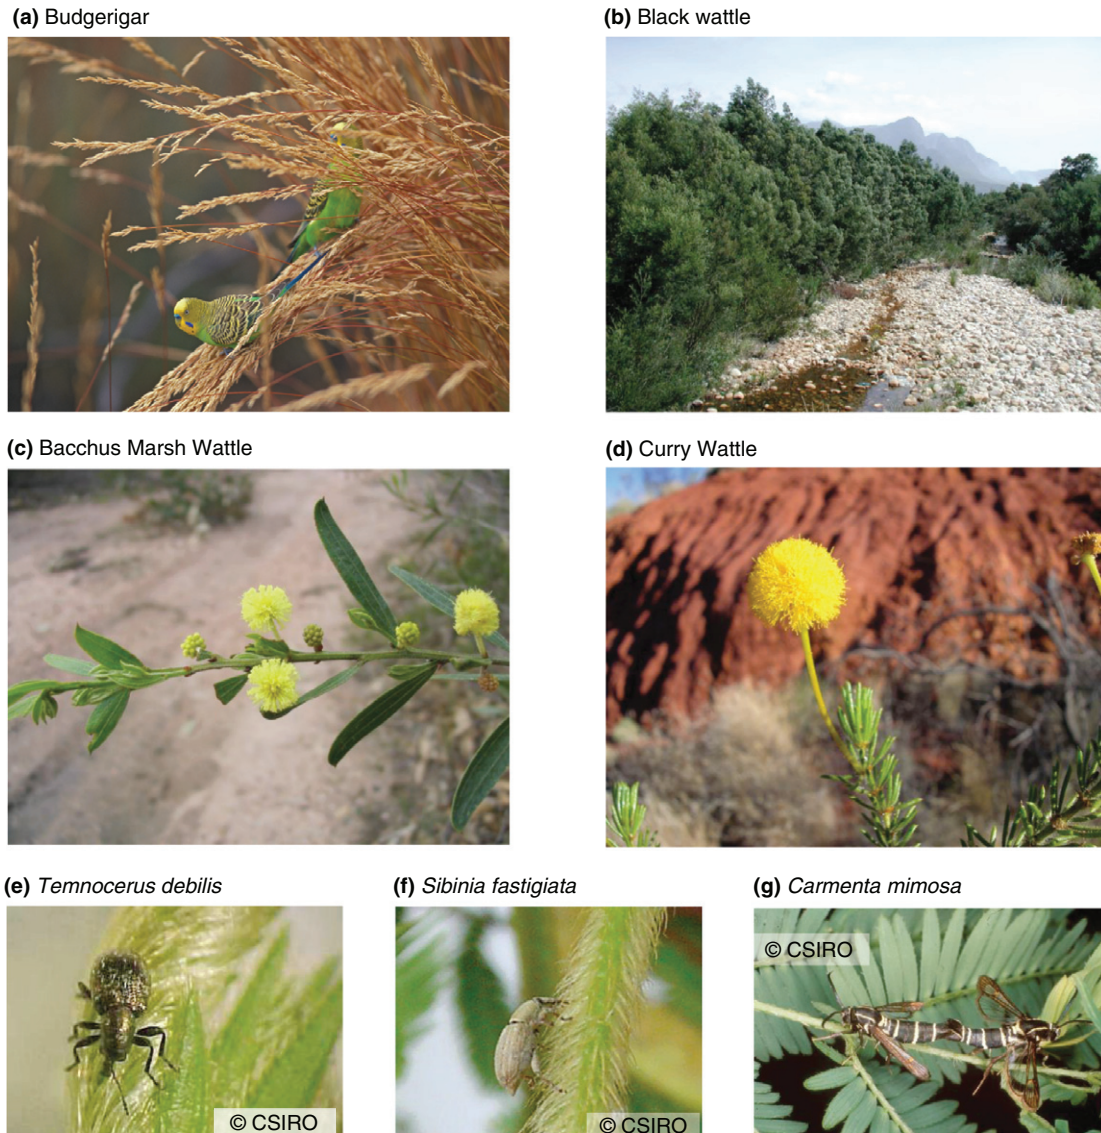 (a) Budgerigar
(b) Black wattle
(c) Bacchus Marsh Wattle
(d) Curry Wattle
(e) Temnocerus debilis
(f) Sibinia fastigiata
(g) Carmenta mimosa
© CSIRO
© CSIRO
© CSIRO